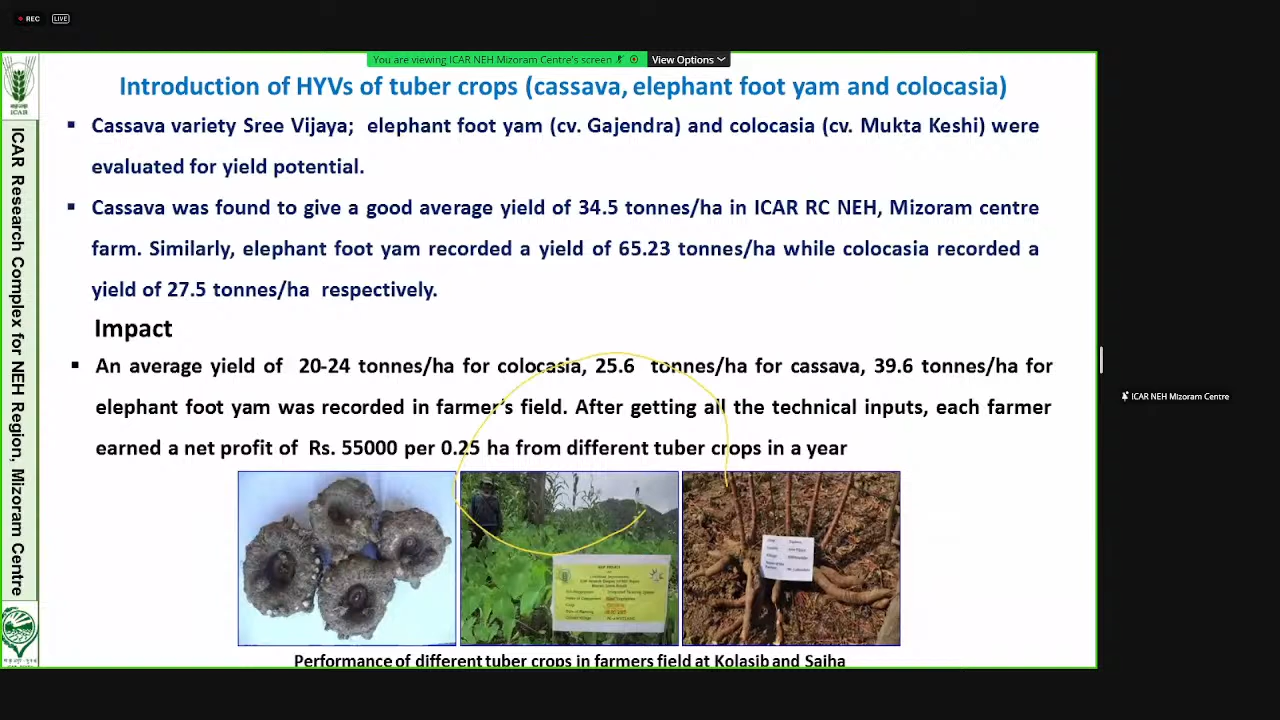 REC
LIVE
You are viewing ICAR NEH Mizoram Centre's screen
View Options
ICAR
ICAR Research Complex for NEH Region, Mizoram Centre
Introduction of HYVs of tuber crops (cassava, elephant foot yam and colocasia)
▪ Cassava variety Sree Vijaya; elephant foot yam (cv. Gajendra) and colocasia (cv. Mukta Keshi) were
evaluated for yield potential.
▪ Cassava was found to give a good average yield of 34.5 tonnes/ha in ICAR RC NEH, Mizoram centre
farm. Similarly, elephant foot yam recorded a yield of 65.23 tonnes/ha while colocasia recorded a
yield of 27.5 tonnes/ha respectively.
Impact
▪ An average yield of 20-24 tonnes/ha for colocasia, 25.6 tonnes/ha for cassava, 39.6 tonnes/ha for
elephant foot yam was recorded in farmer's field. After getting all the technical inputs, each farmer
earned a net profit of Rs. 55000 per 0.25 ha from different tuber crops in a year
Performance of different tuber crops in farmers field at Kolasib and Saiha
ICAR NEH Mizoram Centre